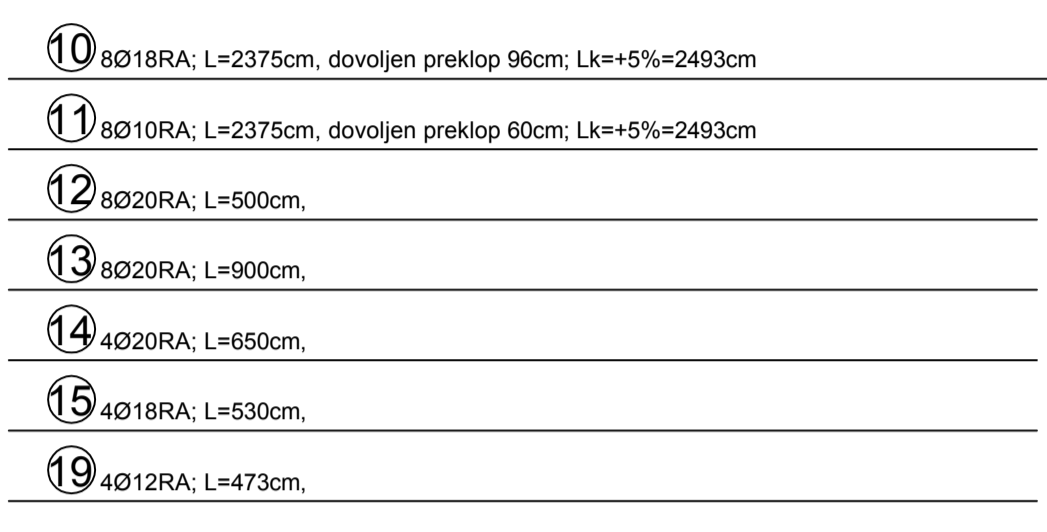 10 8Ø18RA; L=2375cm, dovoljen preklop 96cm; Lk=+5%=2493cm
11 8Ø10RA; L=2375cm, dovoljen preklop 60cm; Lk=+5%=2493cm
12 8Ø20RA; L=500cm,
13 8Ø20RA; L=900cm,
14 4Ø20RA; L=650cm,
15 4Ø18RA; L=530cm,
19 4Ø12RA; L=473cm,